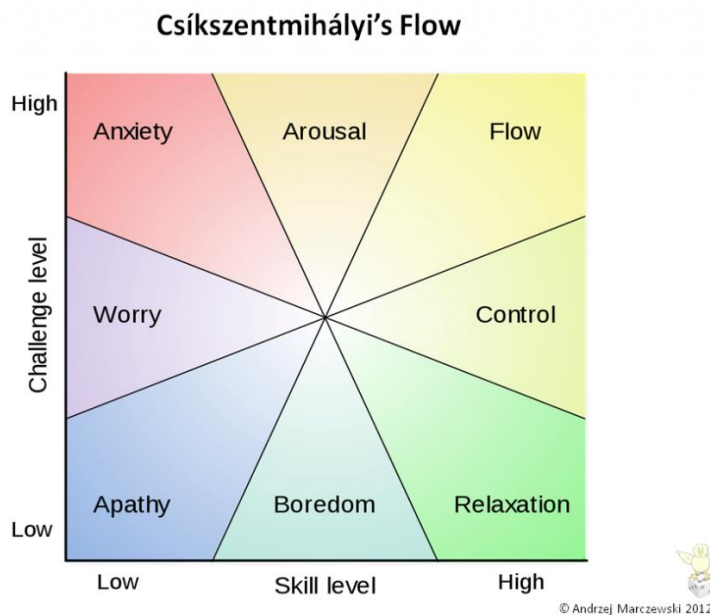 Csíkszentmihályi’s Flow
High
Anxiety
Arousal
Flow
Challenge level
Worry
Control
Apathy
Boredom
Relaxation
Low
Low
Skill level
High
© Andrzej Marczewski 2012